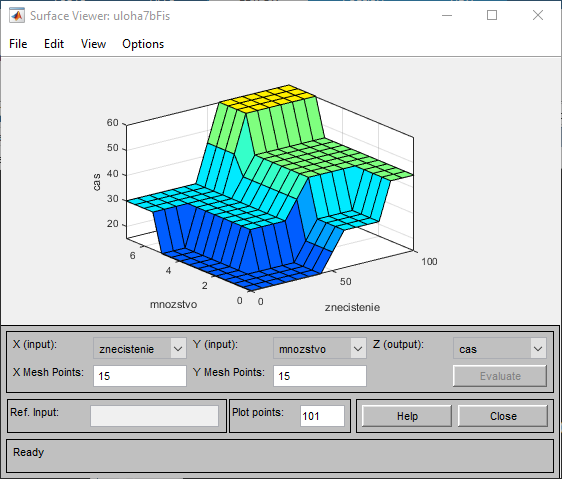 Surface Viewer: uloha7bFis
File Edit View Options
60
50
40
30
20
cas
6
4
2
0
mnozstvo
0
50
100
znecistenie
X (input): znecistenie Y (input): mnozstvo Z (output): cas
X Mesh Points: 15 Y Mesh Points: 15 Evaluate
Ref. Input: Plot points: 101 Help Close
Ready